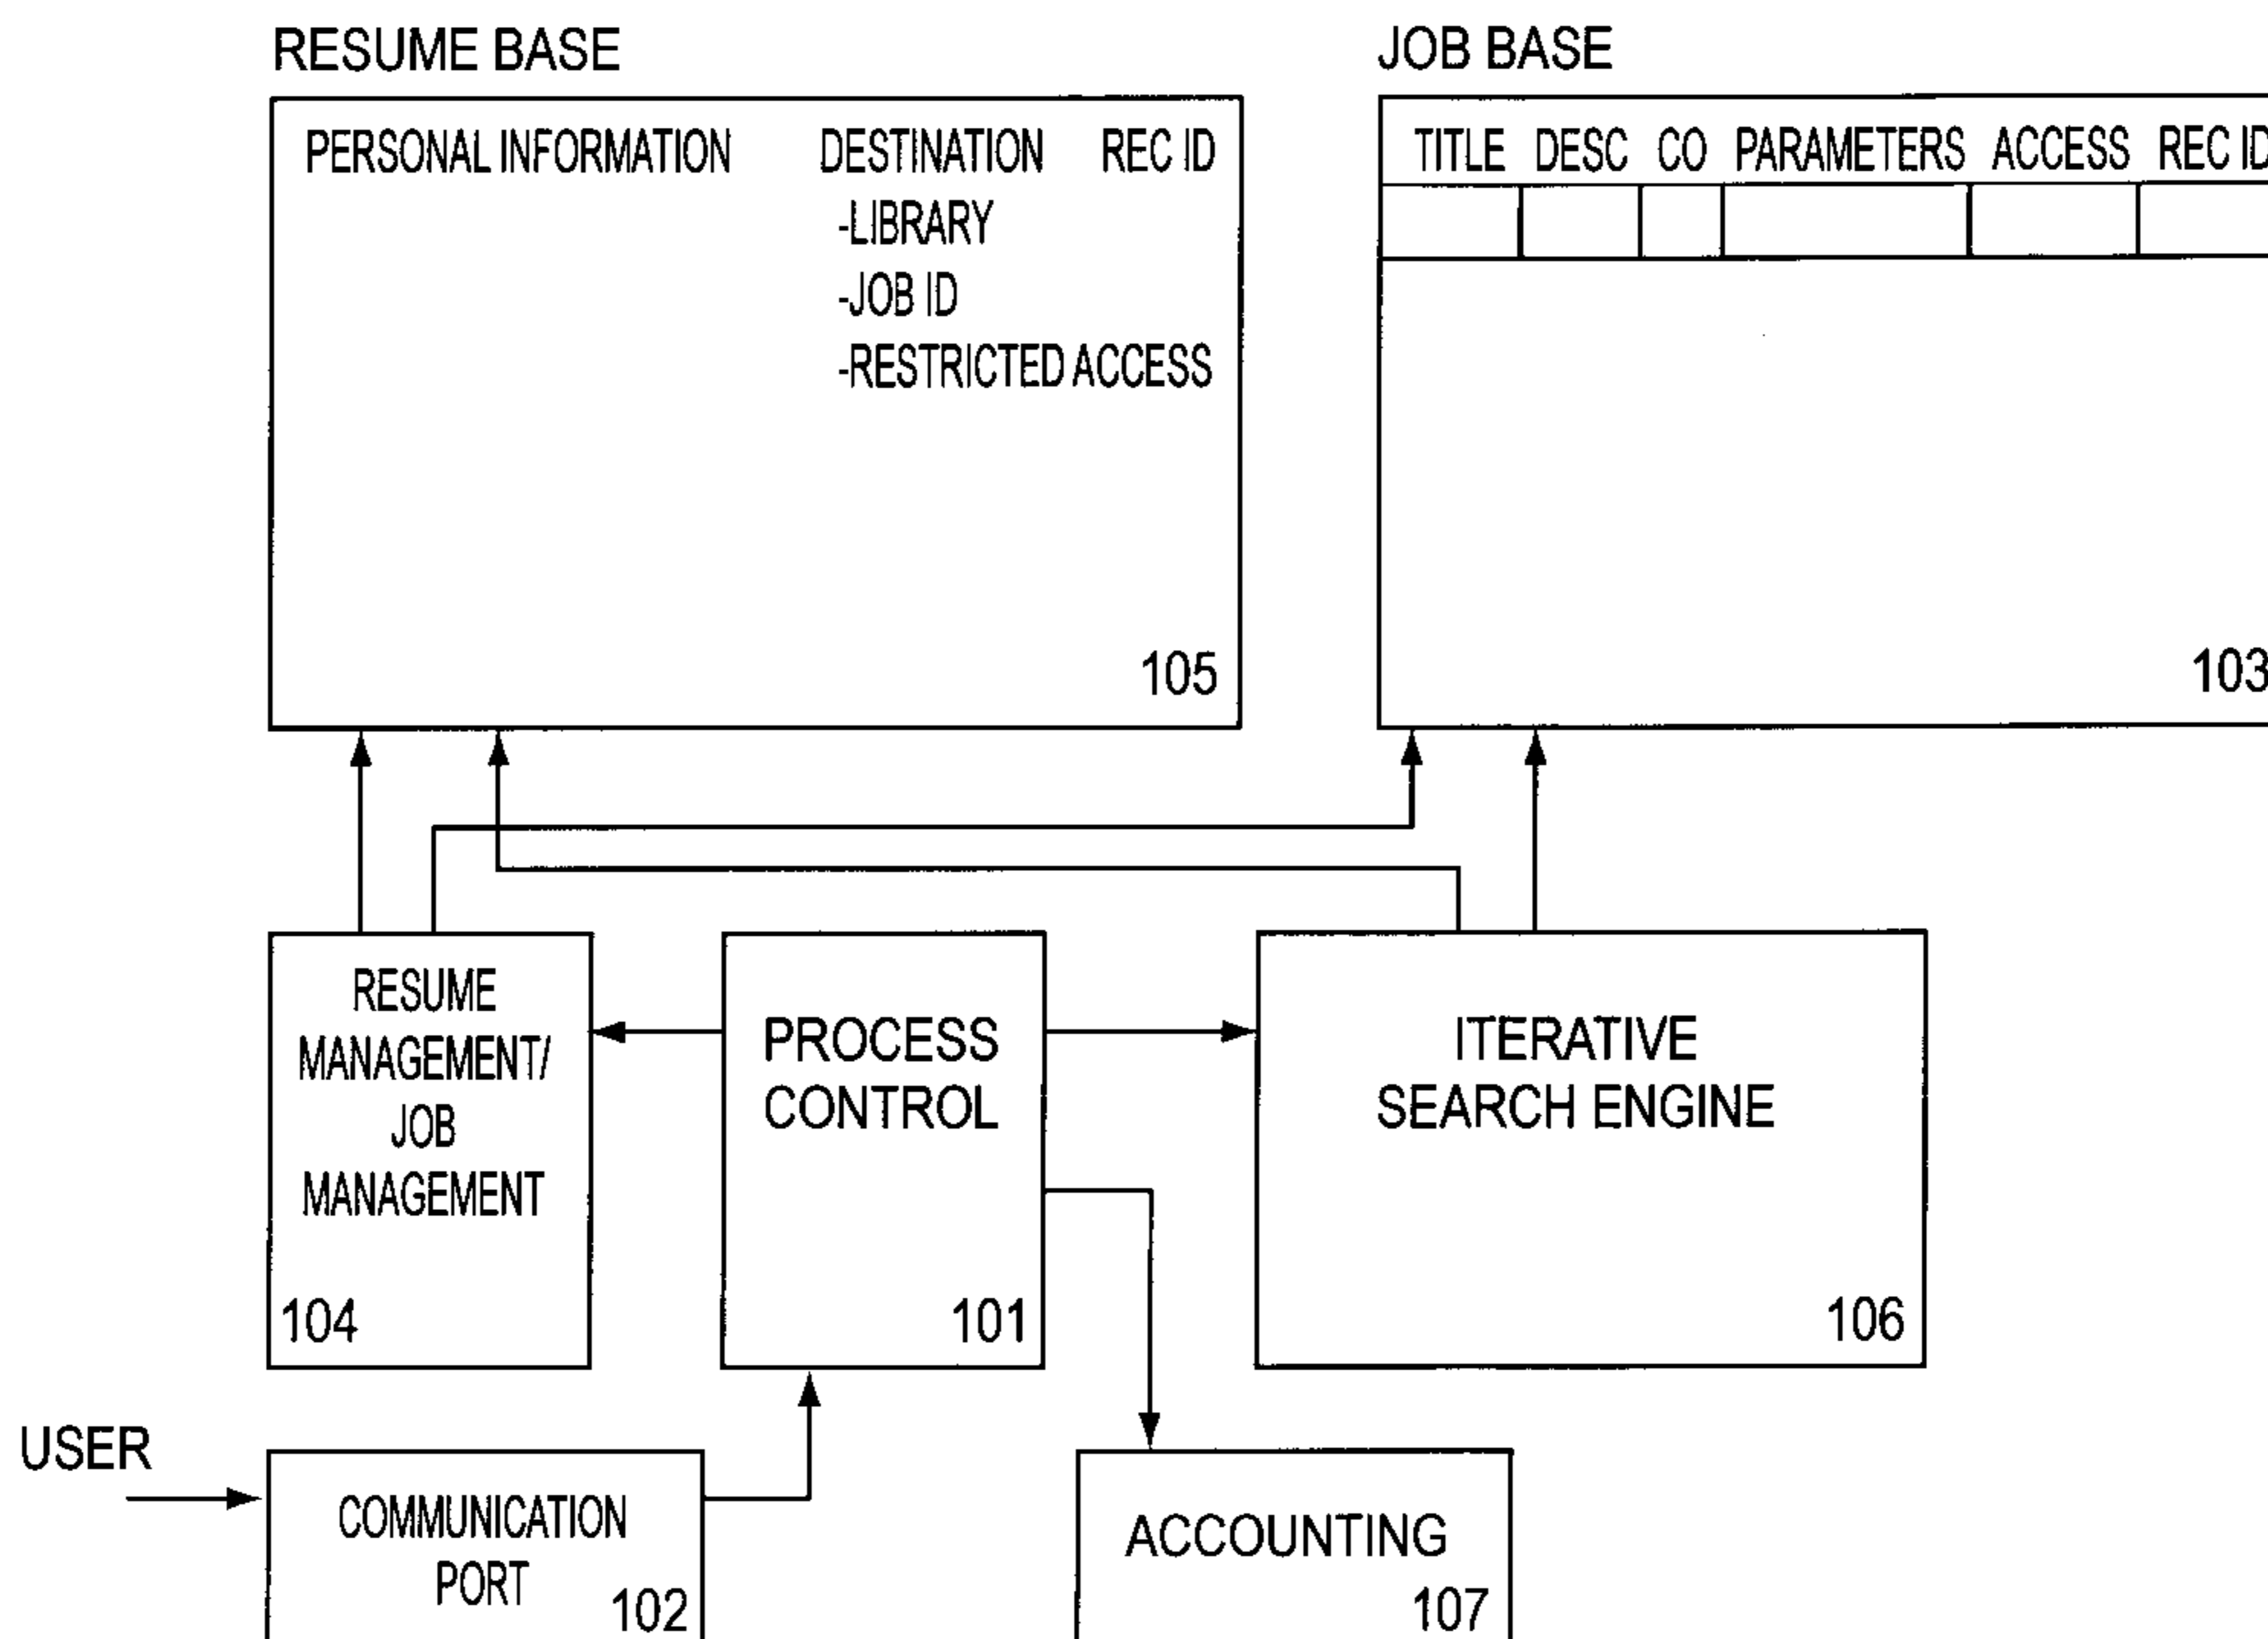 RESUME BASE
JOB BASE
PERSONAL INFORMATION DESTINATION REC ID
-LIBRARY
-JOB ID
-RESTRICTED ACCESS
105
TITLE DESC CO PARAMETERS ACCESS REC ID
103
RESUME
MANAGEMENT/
JOB
MANAGEMENT
104
PROCESS
CONTROL
101
ITERATIVE
SEARCH ENGINE
106
USER
COMMUNICATION
PORT
102
ACCOUNTING
107